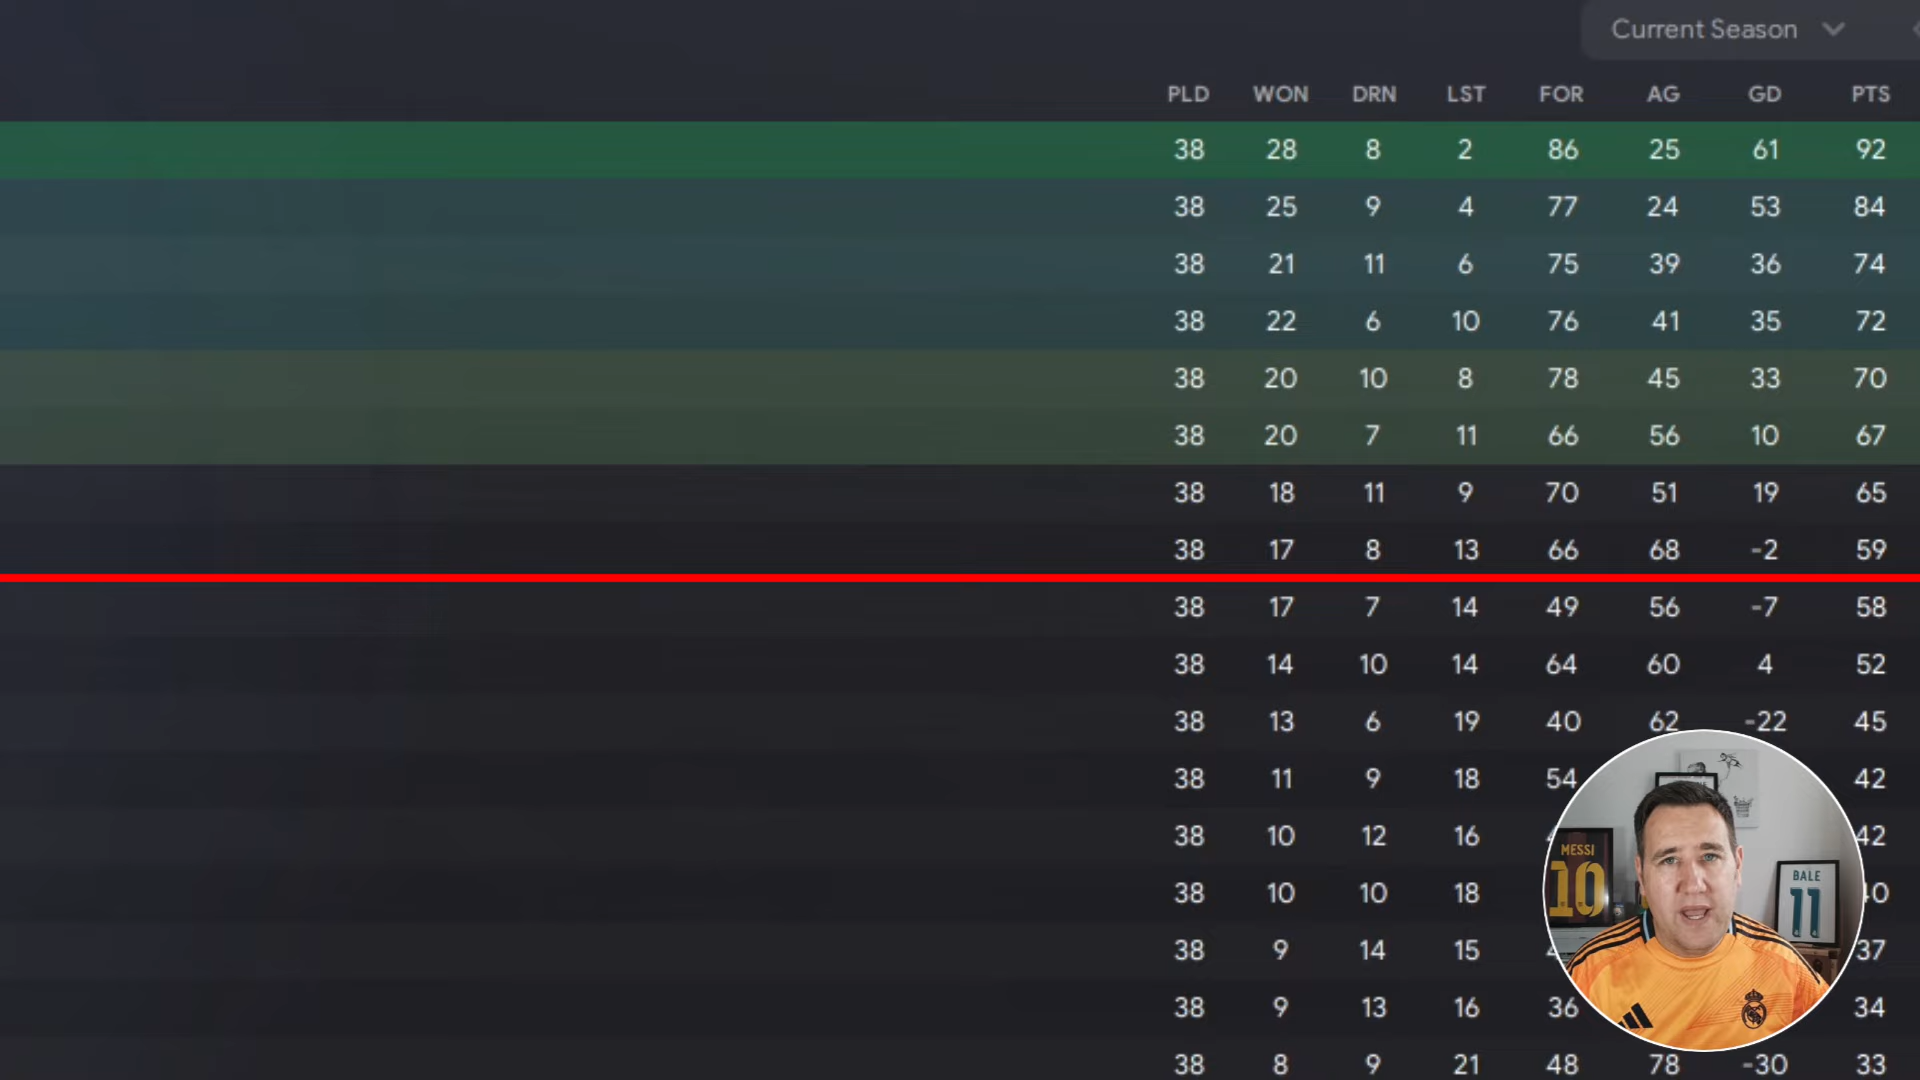 Current Season
PLD WON DRN LST FOR AG GD PTS
38 28 8 2 86 25 61 92
38 25 9 4 77 24 53 84
38 21 11 6 75 39 36 74
38 22 6 10 76 41 35 72
38 20 10 8 78 45 33 70
38 20 7 11 66 56 10 67
38 18 11 9 70 51 19 65
38 17 8 13 66 68 -2 59
38 17 7 14 49 56 -7 58
38 14 10 14 64 60 4 52
38 13 6 19 40 62 -22 45
38 11 9 18 54 42
38 10 12 16 42
38 10 10 18
38 9 14 15 37
38 9 13 16 36 34
38 8 9 21 48 78 -30 33
MESSI
10
BALE
11